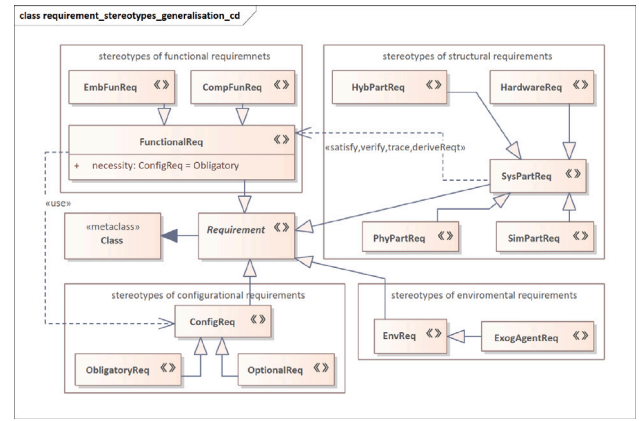 class requirement_stereotypes_generalisation_cd
stereotypes of functional requiremnets
EmbFunReq
CompFunReq
FunctionalReq
+ necessity: ConfigReq = Obligatory
stereotypes of structural requirements
HybPartReq
HardwareReq
«satisfy,verify,trace,deriveReqt»
SysPartReq
PhyPartReq
SimPartReq
«use»
«metaclass»
Class
Requirement
stereotypes of configurational requirements
ConfigReq
ObligatoryReq
OptionalReq
stereotypes of enviromental requirements
EnvReq
ExogAgentReq